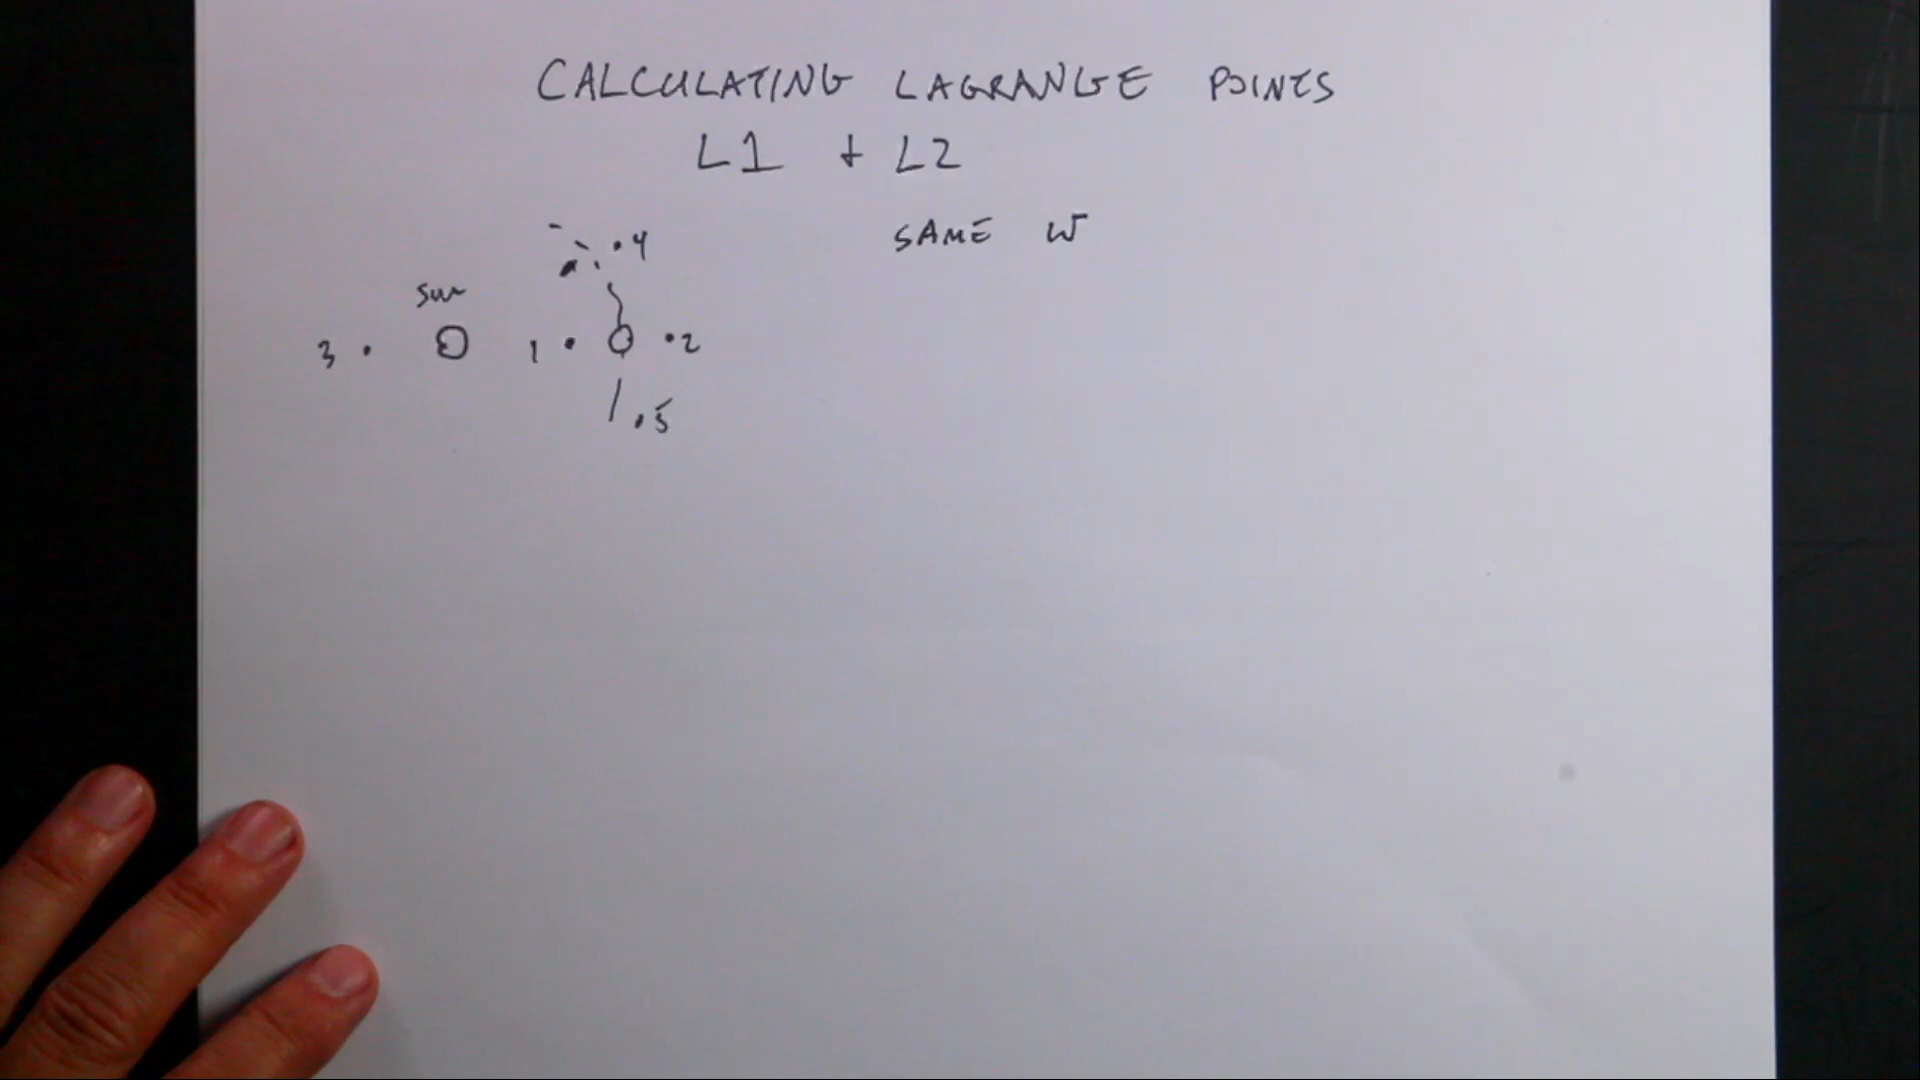 CALCULATING LAGRANGE POINTS
L1 + L2
SAME ω
.4
Sun
3 . 1 . .2
.5